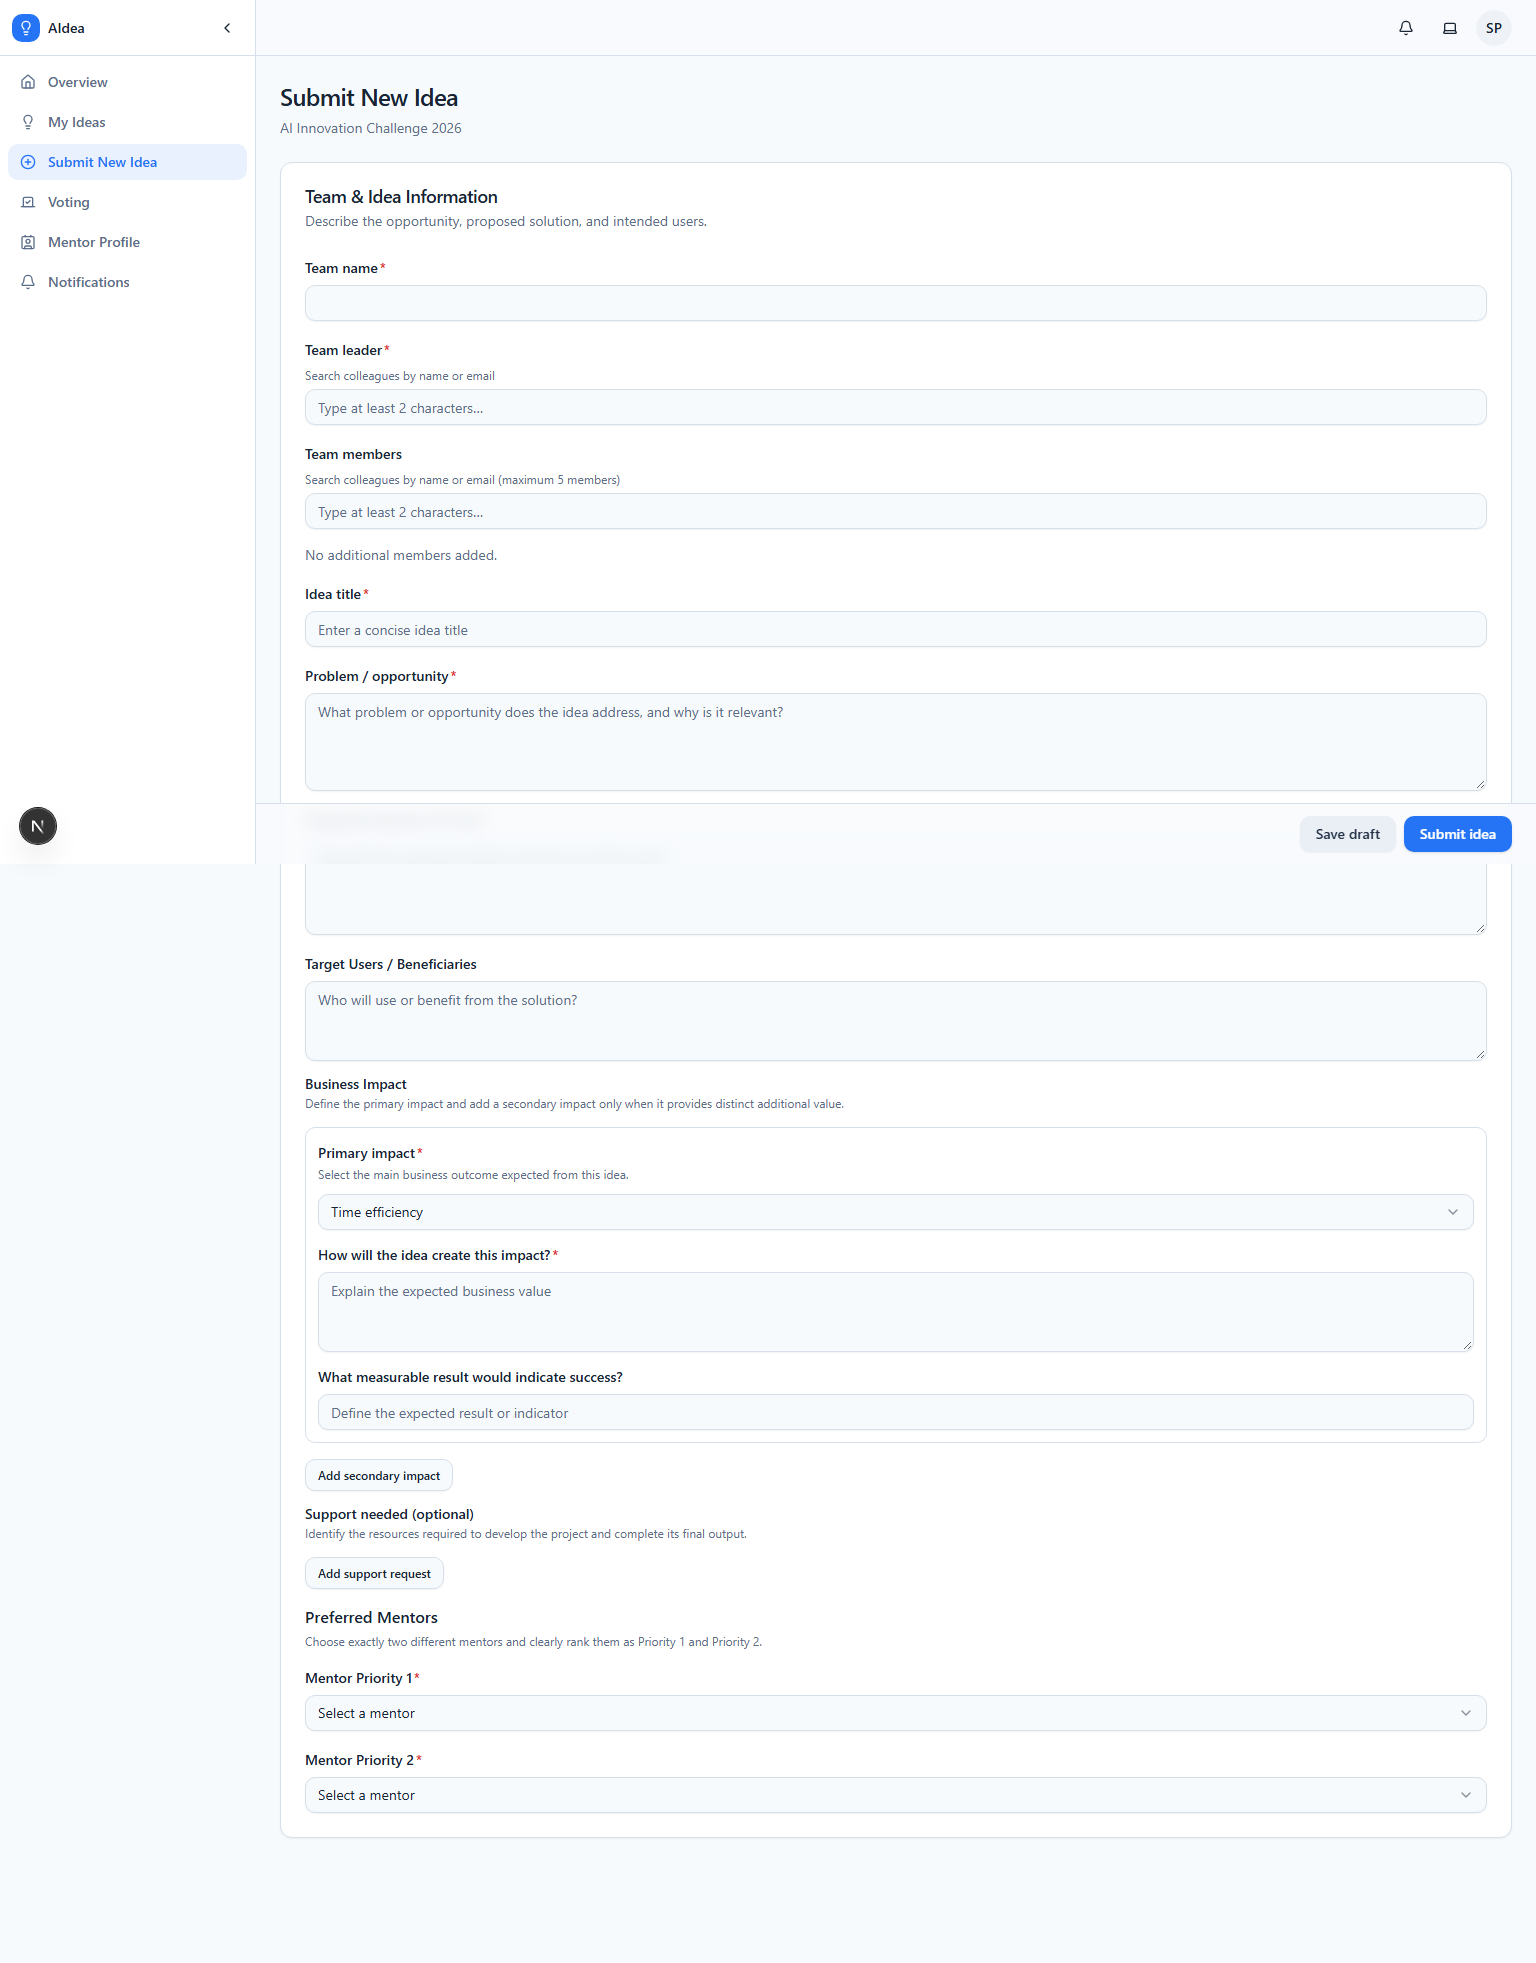 AIdea
SP
Overview
My Ideas
Submit New Idea
Voting
Mentor Profile
Notifications
Submit New Idea
AI Innovation Challenge 2026
Team & Idea Information
Describe the opportunity, proposed solution, and intended users.
Team name*
Team leader*
Search colleagues by name or email
Type at least 2 characters...
Team members
Search colleagues by name or email (maximum 5 members)
Type at least 2 characters...
No additional members added.
Idea title*
Enter a concise idea title
Problem / opportunity*
What problem or opportunity does the idea address, and why is it relevant?
N
Save draft
Submit idea
Target Users / Beneficiaries
Who will use or benefit from the solution?
Business Impact
Define the primary impact and add a secondary impact only when it provides distinct additional value.
Primary impact*
Select the main business outcome expected from this idea.
Time efficiency
How will the idea create this impact?*
Explain the expected business value
What measurable result would indicate success?
Define the expected result or indicator
Add secondary impact
Support needed (optional)
Identify the resources required to develop the project and complete its final output.
Add support request
Preferred Mentors
Choose exactly two different mentors and clearly rank them as Priority 1 and Priority 2.
Mentor Priority 1*
Select a mentor
Mentor Priority 2*
Select a mentor